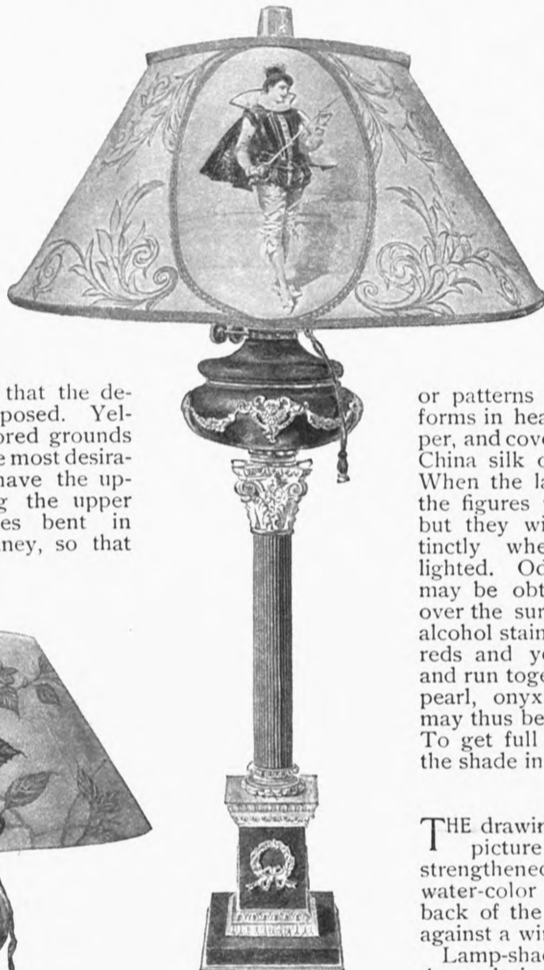 that the de-
posed. Yel-
ored grounds
e most desira-
have the up-
g the upper
es bent in
ney, so that
or patterns
forms in hea
per, and cove
China silk o
When the la
the figures
but they wi
tinctly whe
lighted. Od
may be obt
over the sur
alcohol stain
reds and ye
and run toge
pearl, onyx
may thus be
To get full
the shade in
THE drawin
picture
strengthened
water-color
back of the
against a win
Lamp-shac